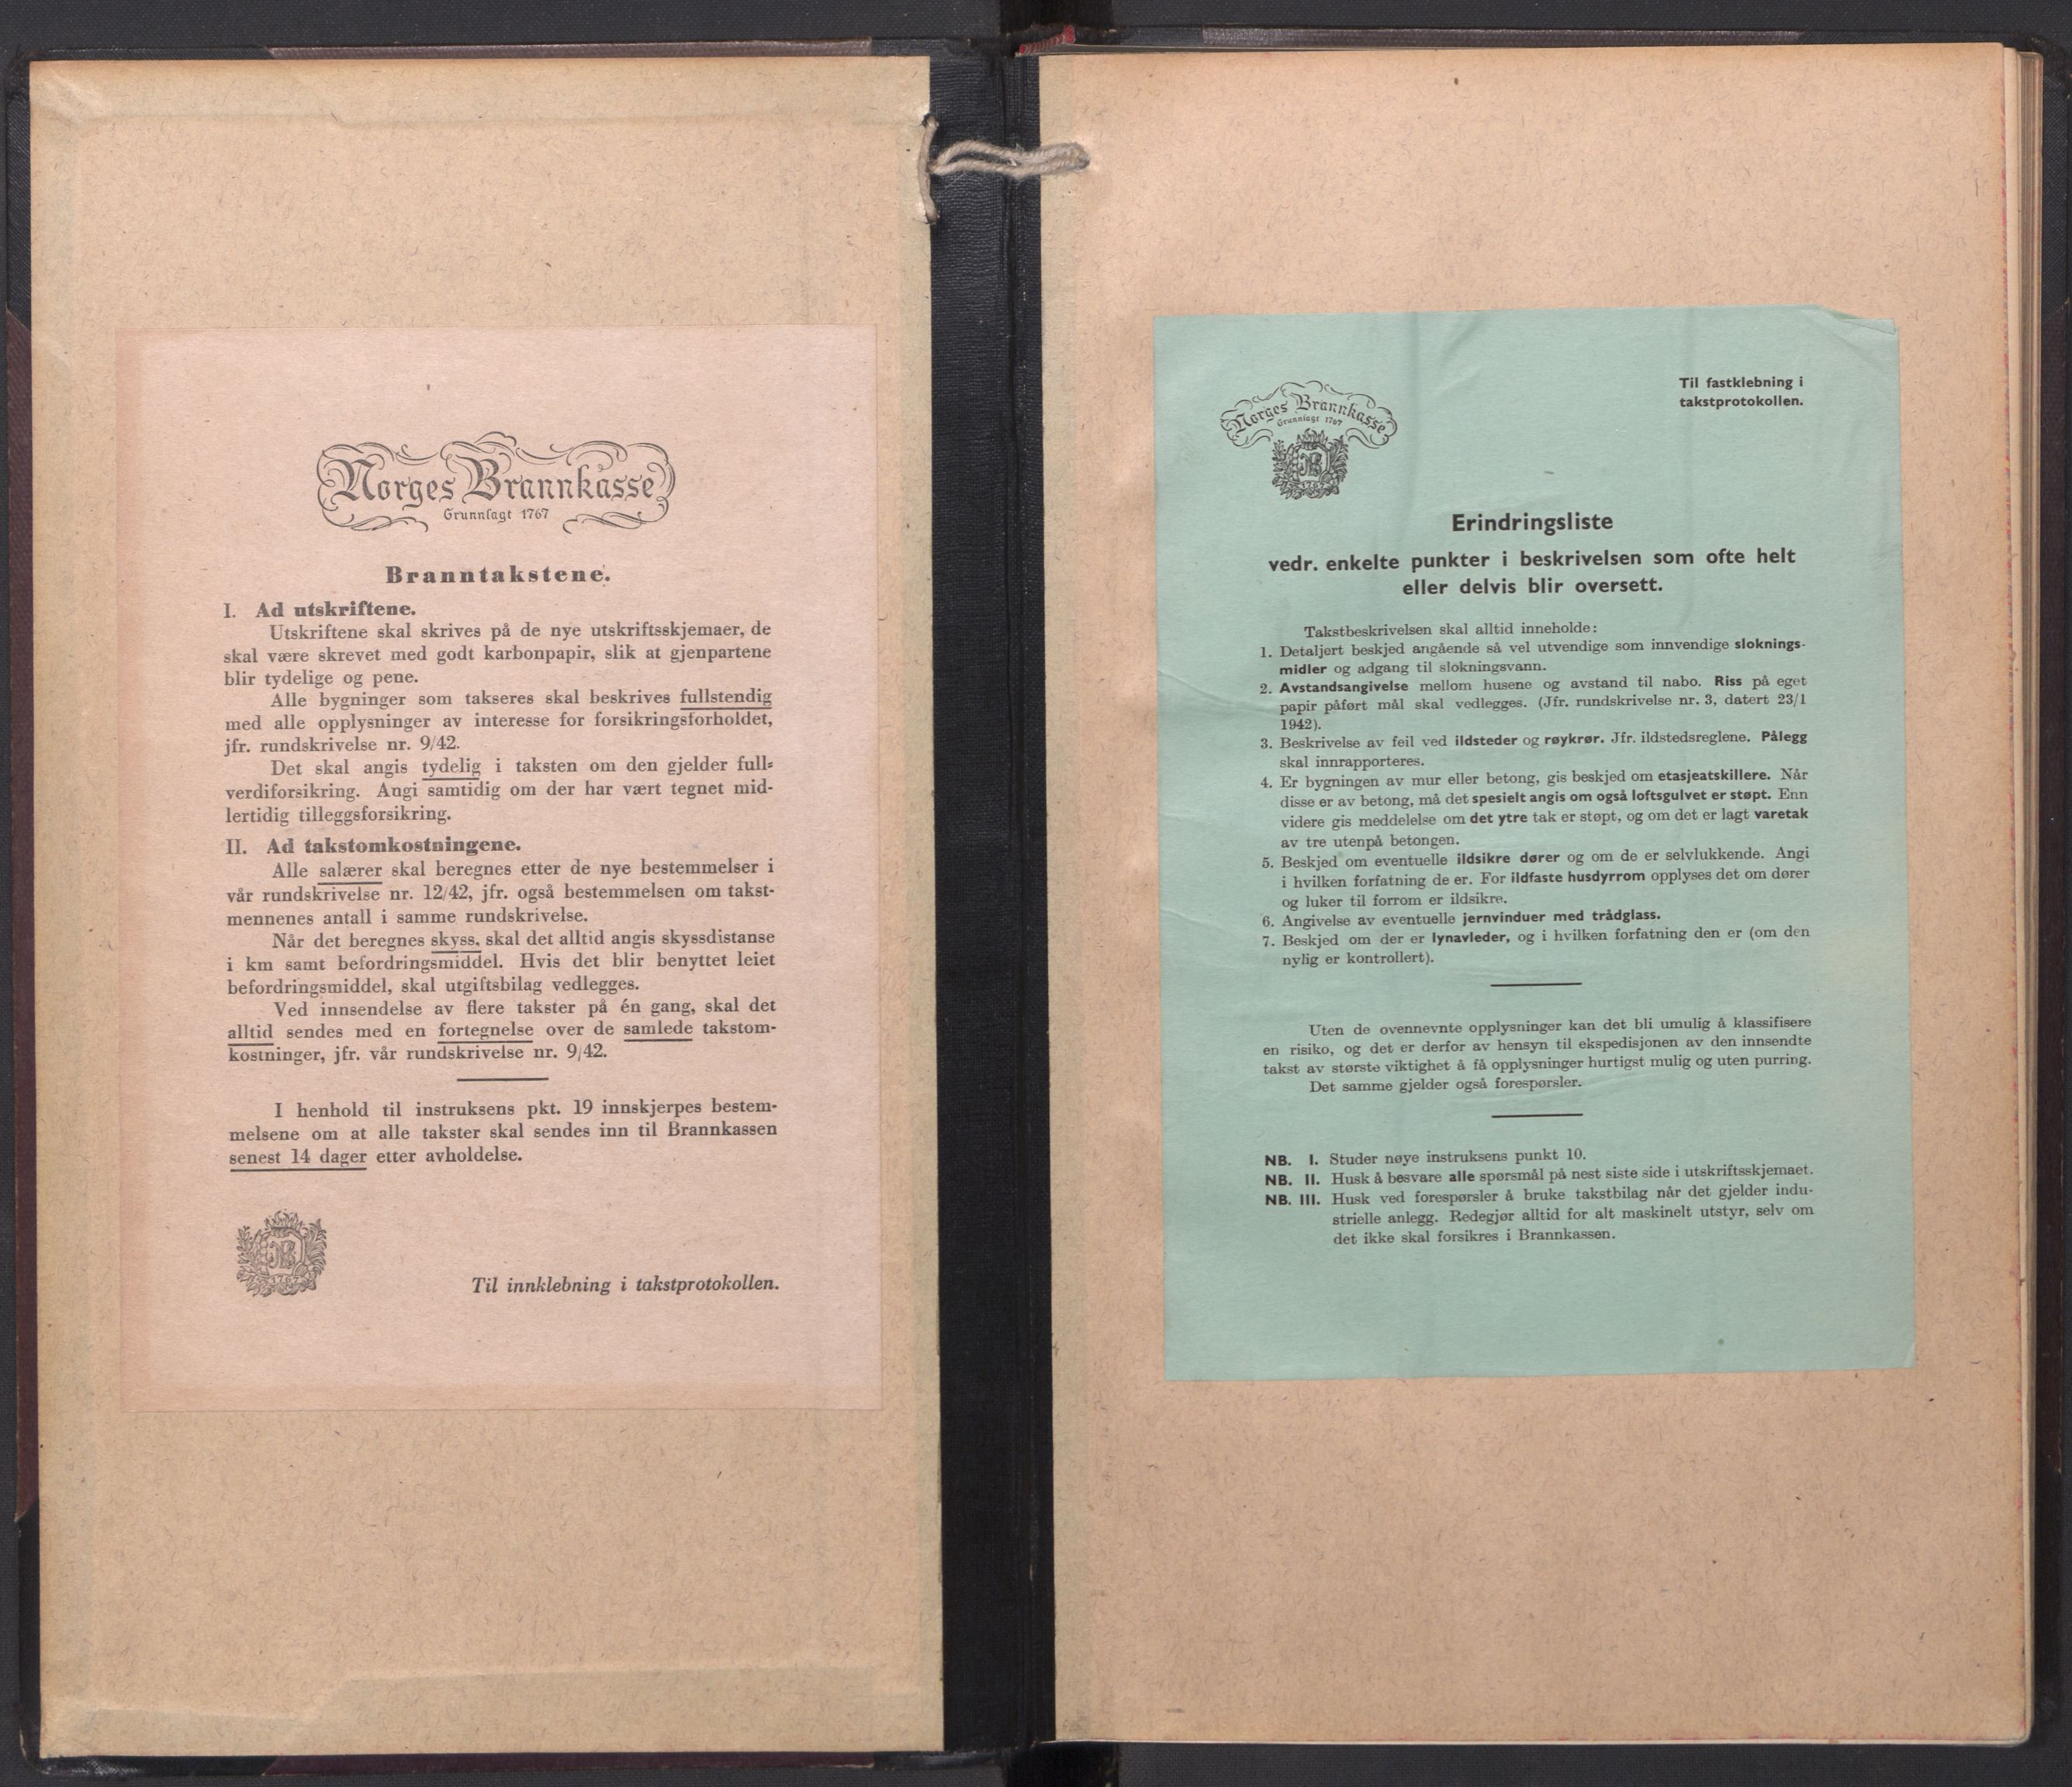 Norges Brannkasse
Grunnlagt 1767
Branntakstene.
I. Ad utskriftene.
Utskriftene skal skrives på de nye utskriftsskjemaer, de
skal være skrevet med godt karbonpapir, slik at gjenpartene
blir tydelige og pene.
Alle bygninger som takseres skal beskrives fullstendig
med alle opplysninger av interesse for forsikringsforholdet,
jfr. rundskrivelse nr. 9/42.
Det skal angis tydelig i taksten om den gjelder full-
verdiforsikring. Angi samtidig om der har vært tegnet mid-
lertidig tilleggsforsikring.
II. Ad takstomkostningene.
Alle salærer skal beregnes etter de nye bestemmelser i
vår rundskrivelse nr. 12/42, jfr. også bestemmelsen om takst-
mennenes antall i samme rundskrivelse.
Når det beregnes skyss, skal det alltid angis skyssdistanse
i km samt befordringsmiddel. Hvis det blir benyttet leiet
befordringsmiddel, skal utgiftsbilag vedlegges.
Ved innsendelse av flere takster på én gang, skal det
alltid sendes med en fortegnelse over de samlede takstom-
kostninger, jfr. vår rundskrivelse nr. 9/42.
I henhold til instruksens pkt. 19 innskjerpes bestem-
melsene om at alle takster skal sendes inn til Brannkassen
senest 14 dager etter avholdelse.
1767
Til innklebning i takstprotokollen.
Til fastklebning i
takstprotokollen.
Norges Brannkasse
Grunnlagt 1767
1767
Erindringsliste
vedr. enkelte punkter i beskrivelsen som ofte helt
eller delvis blir oversett.
Takstbeskrivelsen skal alltid inneholde:
1. Detaljert beskjed angående så vel utvendige som innvendige sloknings-
midler og adgang til slokningsvann.
2. Avstandsangivelse mellom husene og avstand til nabo. Riss på eget
papir påført mål skal vedlegges. (Jfr. rundskrivelse nr. 3, datert 23/1
1942).
3. Beskrivelse av feil ved ildsteder og røykrør. Jfr. ildstedsreglene. Pålegg
skal innrapporteres.
4. Er bygningen av mur eller betong, gis beskjed om etasjeatskillere. Når
disse er av betong, må det spesielt angis om også loftsgulvet er støpt. Enn
videre gis meddelelse om det ytre tak er støpt, og om det er lagt varetak
av tre utenpå betongen.
5. Beskjed om eventuelle ildsikre dører og om de er selvlukkende. Angi
i hvilken forfatning de er. For ildfaste husdyrrom opplyses det om dører
og luker til forrom er ildsikre.
6. Angivelse av eventuelle jernvinduer med trådglass.
7. Beskjed om der er lynavleder, og i hvilken forfatning den er (om den
nylig er kontrollert).
Uten de ovennevnte opplysninger kan det bli umulig å klassifisere
en risiko, og det er derfor av hensyn til ekspedisjonen av den innsendte
takst av største viktighet å få opplysninger hurtigst mulig og uten purring.
Det samme gjelder også forespørsler.
NB. I. Studer nøye instruksens punkt 10.
NB. II. Husk å besvare alle spørsmål på nest siste side i utskriftsskjemaet.
NB. III. Husk ved forespørsler å bruke takstbilag når det gjelder indu-
strielle anlegg. Redegjør alltid for alt maskinelt utstyr, selv om
det ikke skal forsikres i Brannkassen.